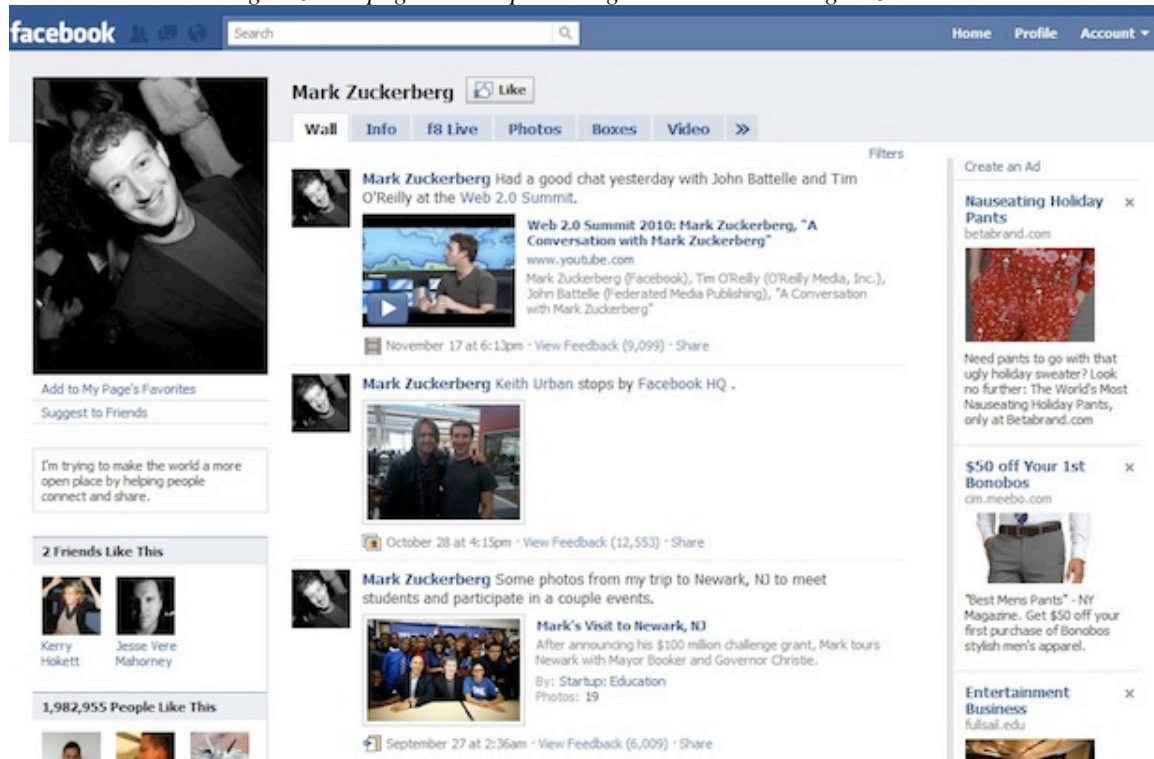 facebook
Search
Home Profile Account
Mark Zuckerberg
Like
Wall Info f8 Live Photos Boxes Video »
Filters
Add to My Page's Favorites
Suggest to Friends
I'm trying to make the world a more
open place by helping people
connect and share.
2 Friends Like This
Kerry
Hokett
Jesse Vere
Mahorney
1,982,955 People Like This
Mark Zuckerberg Had a good chat yesterday with John Battelle and Tim
O'Reilly at the Web 2.0 Summit.
Web 2.0 Summit 2010: Mark Zuckerberg, "A
Conversation with Mark Zuckerberg"
www.youtube.com
Mark Zuckerberg (Facebook), Tim O'Reilly (O'Reilly Media, Inc.),
John Battelle (Federated Media Publishing), "A Conversation
with Mark Zuckerberg"
November 17 at 6:13pm · View Feedback (9,099) · Share
Mark Zuckerberg Keith Urban stops by Facebook HQ .
October 28 at 4:15pm · View Feedback (12,553) · Share
Mark Zuckerberg Some photos from my trip to Newark, NJ to meet
students and participate in a couple events.
Mark's Visit to Newark, NJ
After announcing his $100 million challenge grant, Mark tours
Newark with Mayor Booker and Governor Christie.
By: Startup: Education
Photos: 19
September 27 at 2:36am · View Feedback (6,009) · Share
Create an Ad
Nauseating Holiday
Pants
betabrand.com
Need pants to go with that
ugly holiday sweater? Look
no further: The World's Most
Nauseating Holiday Pants,
only at Betabrand.com
$50 off Your 1st
Bonobos
cim.meebo.com
"Best Mens Pants" - NY
Magazine. Get $50 off your
first purchase of Bonobos
stylish men's apparel.
Entertainment
Business
fullsail.edu